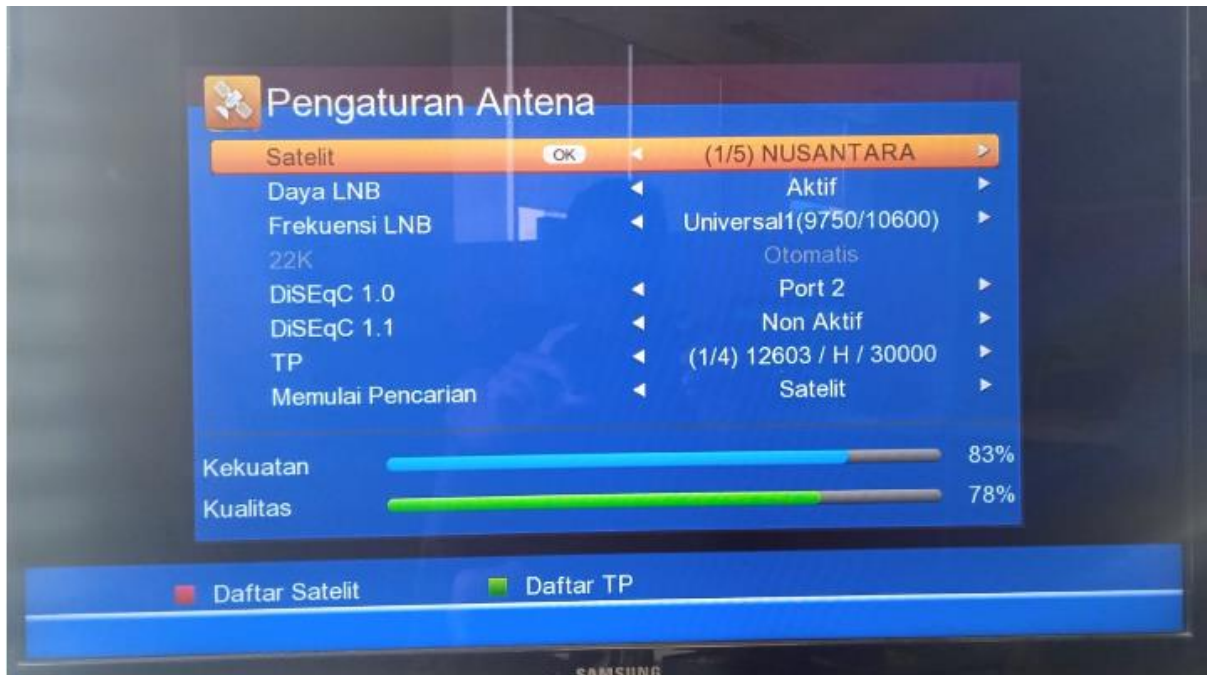 Pengaturan Antena
Satelit OK (1/5) NUSANTARA
Daya LNB Aktif
Frekuensi LNB Universal1(9750/10600)
22K Otomatis
DiSEqC 1.0 Port 2
DiSEqC 1.1 Non Aktif
TP (1/4) 12603 / H / 30000
Memulai Pencarian Satelit
Kekuatan 83%
Kualitas 78%
Daftar Satelit Daftar TP
SAMSUNG